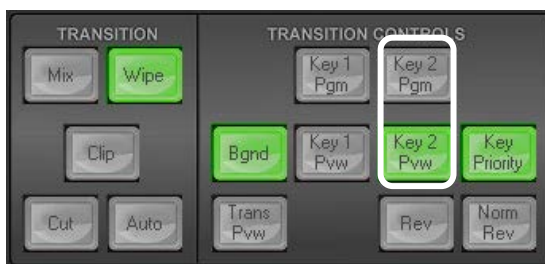 TRANSITION
Mix
Wipe
Clip
Cut
Auto
TRANSITION CONTROLS
Key 1
Pgm
Key 2
Pgm
Bgnd
Key 1
Pvw
Key 2
Pvw
Key
Priority
Trans
Pvw
Rev
Norm
Rev